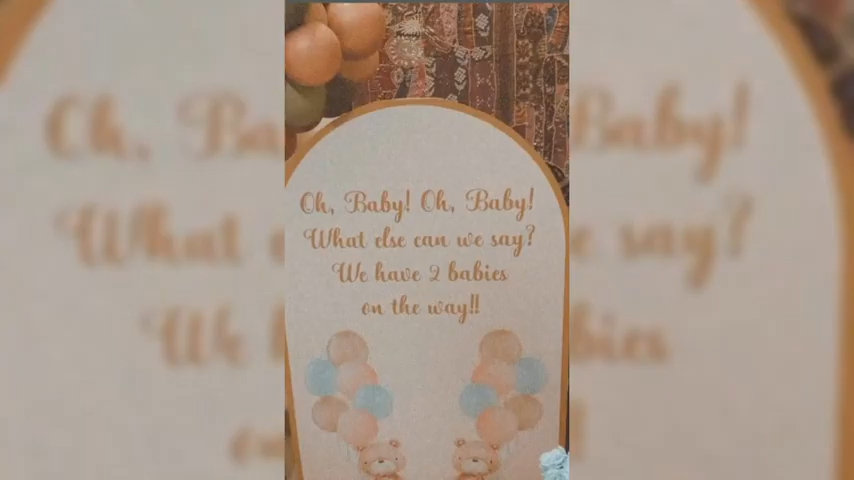 Oh, Baby! Oh, Baby!
What else can we say?
We have 2 babies
on the way!!